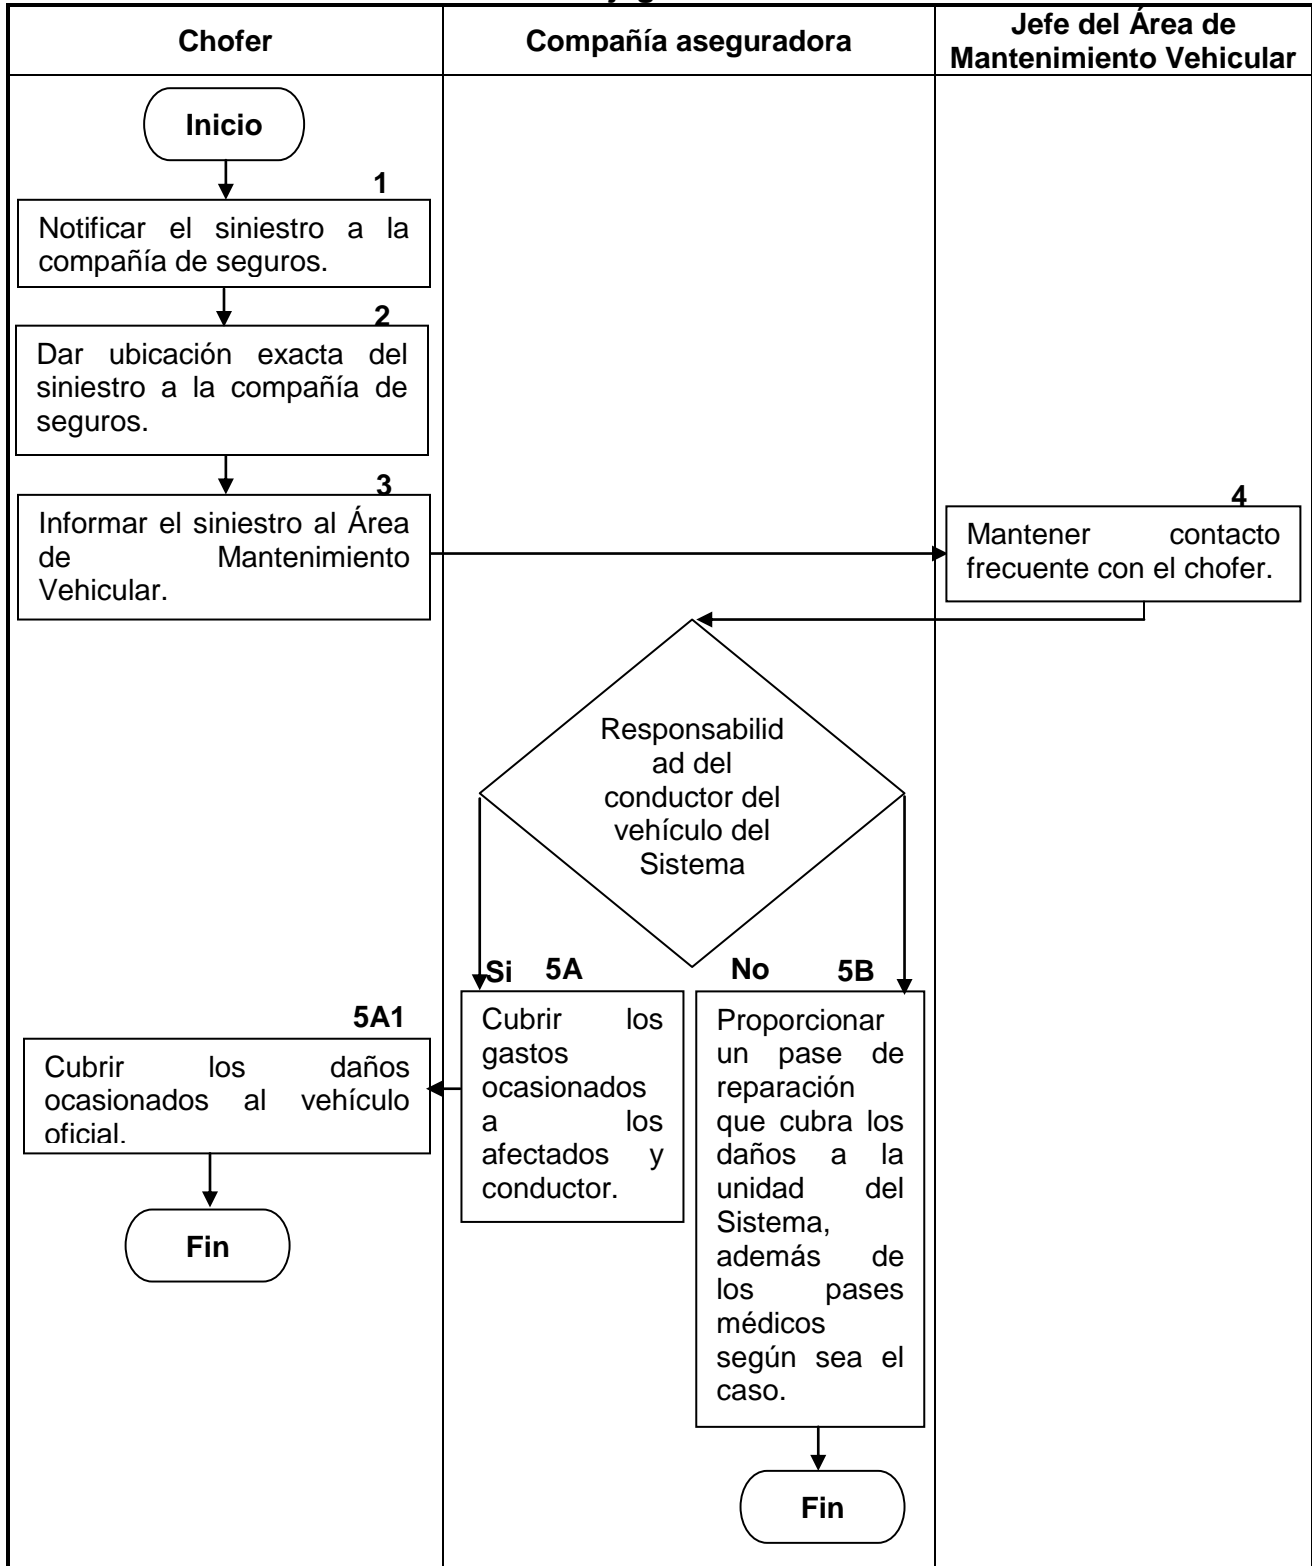 Chofer
Compañía aseguradora
Jefe del Área de
Mantenimiento Vehicular
Inicio
1
Notificar el siniestro a la
compañía de seguros.
2
Dar ubicación exacta del
siniestro a la compañía de
seguros.
3
Informar el siniestro al Área
de Mantenimiento
Vehicular.
4
Mantener contacto
frecuente con el chofer.
Responsabilid
ad del
conductor del
vehículo del
Sistema
Si 5A
No 5B
5A1
Cubrir los daños
ocasionados al vehículo
oficial.
Fin
Cubrir los
gastos
ocasionados
a los
afectados y
conductor.
Proporcionar
un pase de
reparación
que cubra los
daños a la
unidad del
Sistema,
además de
los pases
médicos
según sea el
caso.
Fin